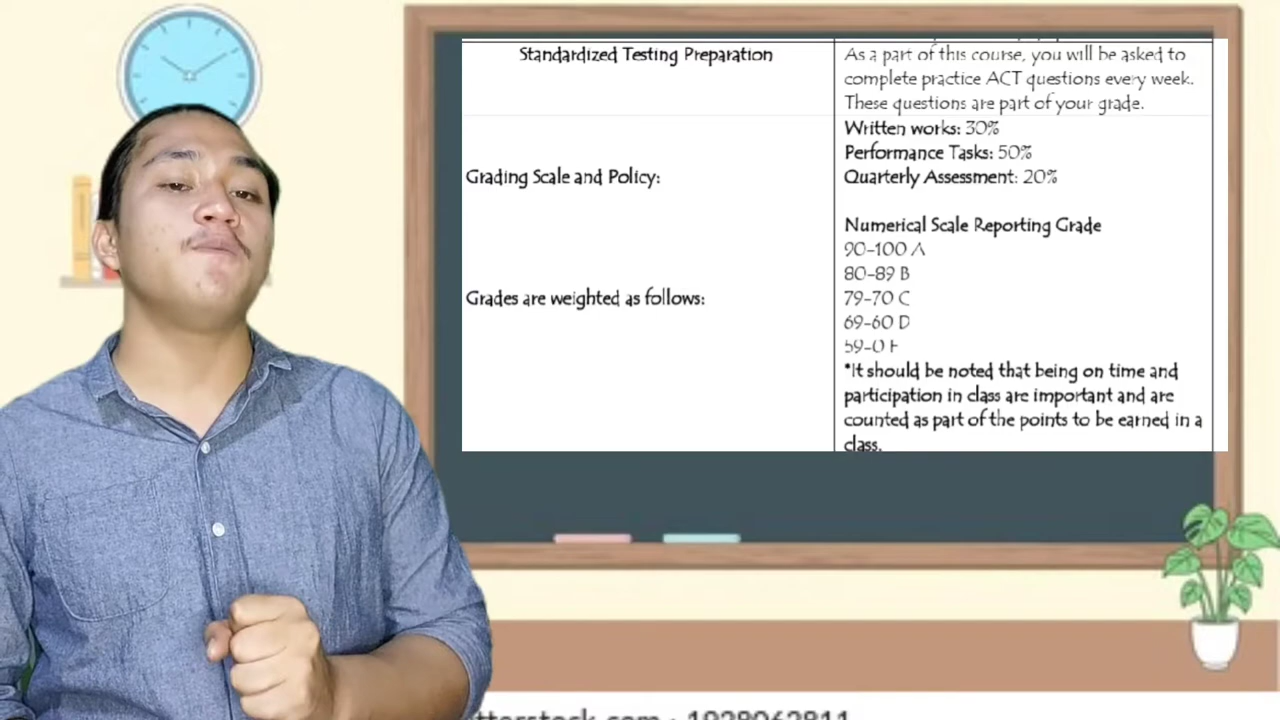 Standardized Testing Preparation
As a part of this course, you will be asked to
complete practice ACT questions every week.
These questions are part of your grade.
Grading Scale and Policy:
Written works: 30%
Performance Tasks: 50%
Quarterly Assessment: 20%
Grades are weighted as follows:
Numerical Scale Reporting Grade
90-100 A
80-89 B
79-70 C
69-60 D
59-0 F
*It should be noted that being on time and
participation in class are important and are
counted as part of the points to be earned in a
class.